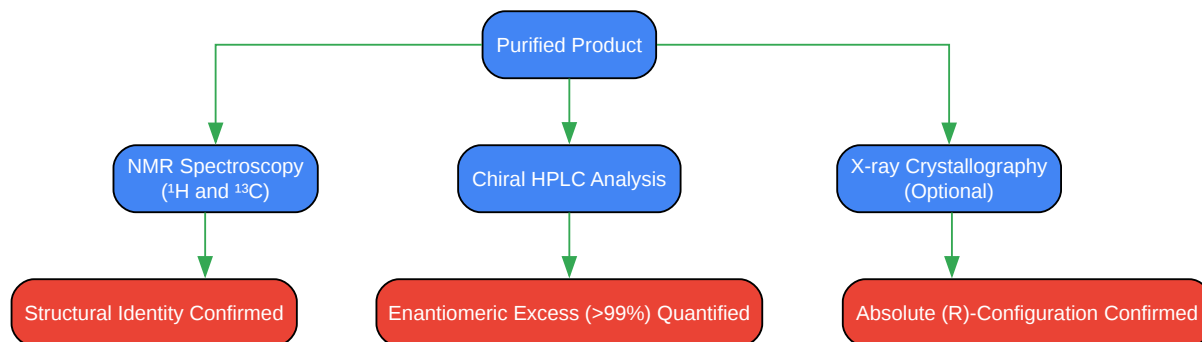 Purified Product
NMR Spectroscopy
(¹H and ¹³C)
Chiral HPLC Analysis
X-ray Crystallography
(Optional)
Structural Identity Confirmed
Enantiomeric Excess (>99%) Quantified
Absolute (R)-Configuration Confirmed